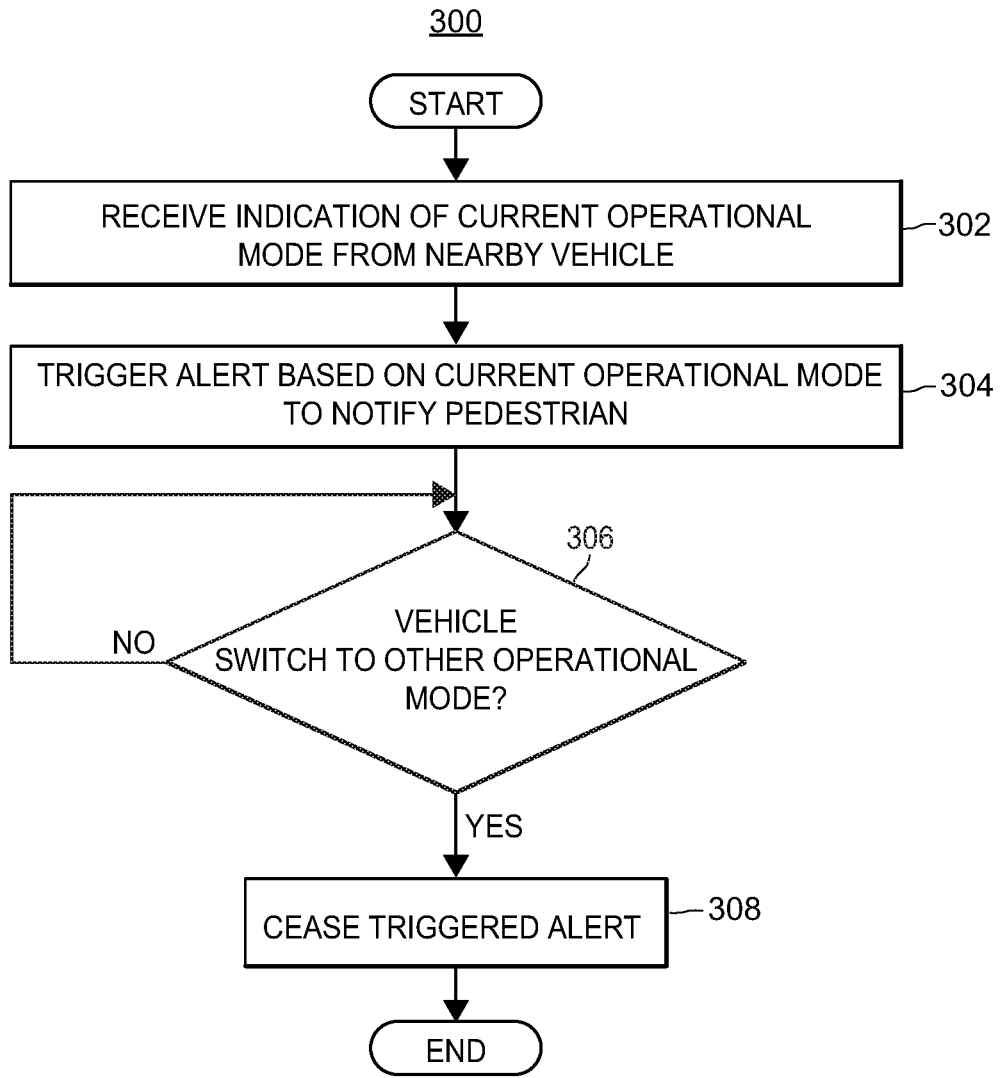 300
START
RECEIVE INDICATION OF CURRENT OPERATIONAL
MODE FROM NEARBY VEHICLE
302
TRIGGER ALERT BASED ON CURRENT OPERATIONAL MODE
TO NOTIFY PEDESTRIAN
304
306
VEHICLE
SWITCH TO OTHER OPERATIONAL
MODE?
NO
YES
CEASE TRIGGERED ALERT
308
END